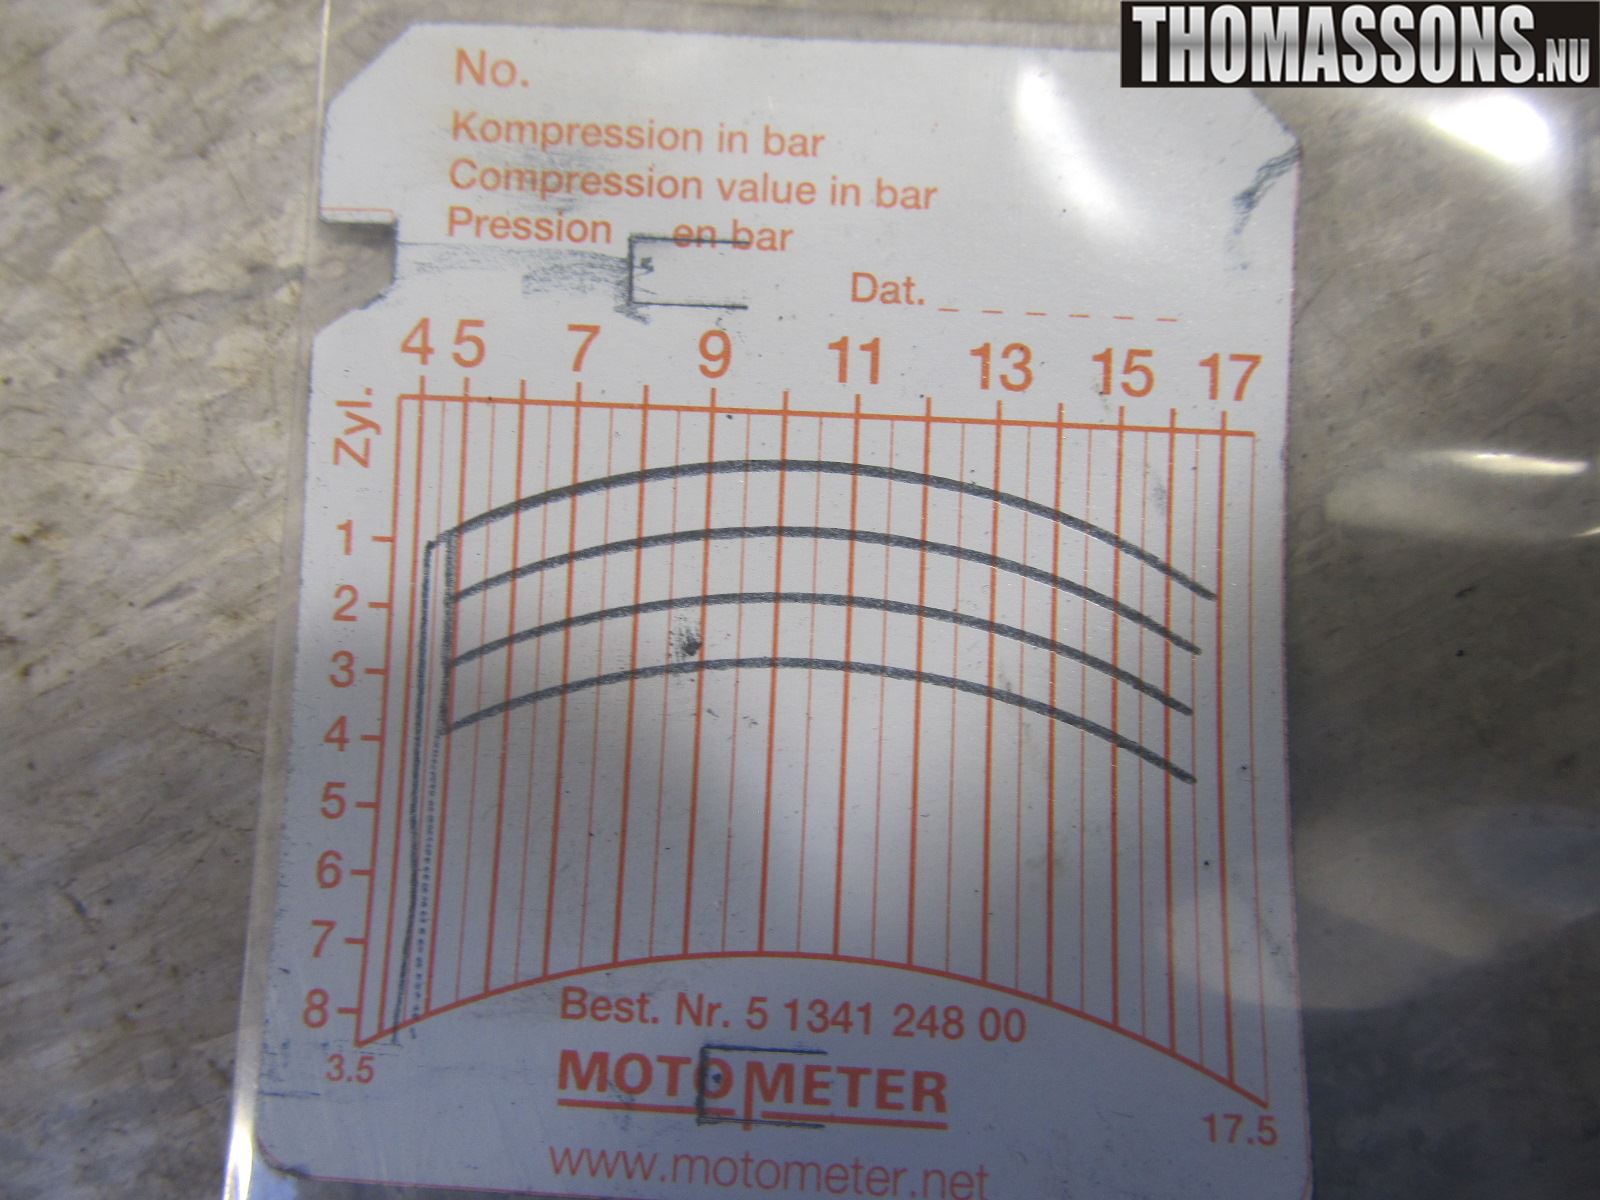 THOMASSONS.NU
No.
Kompression in bar
Compression value in bar
Pression en bar
Dat. _ _ _ _ _ _ _
4 5 7 9 11 13 15 17
Zyl.
1
2
3
4
5
6
7
8
3.5
17.5
Best. Nr. 5 1341 248 00
MOTOMETER
www.motometer.net